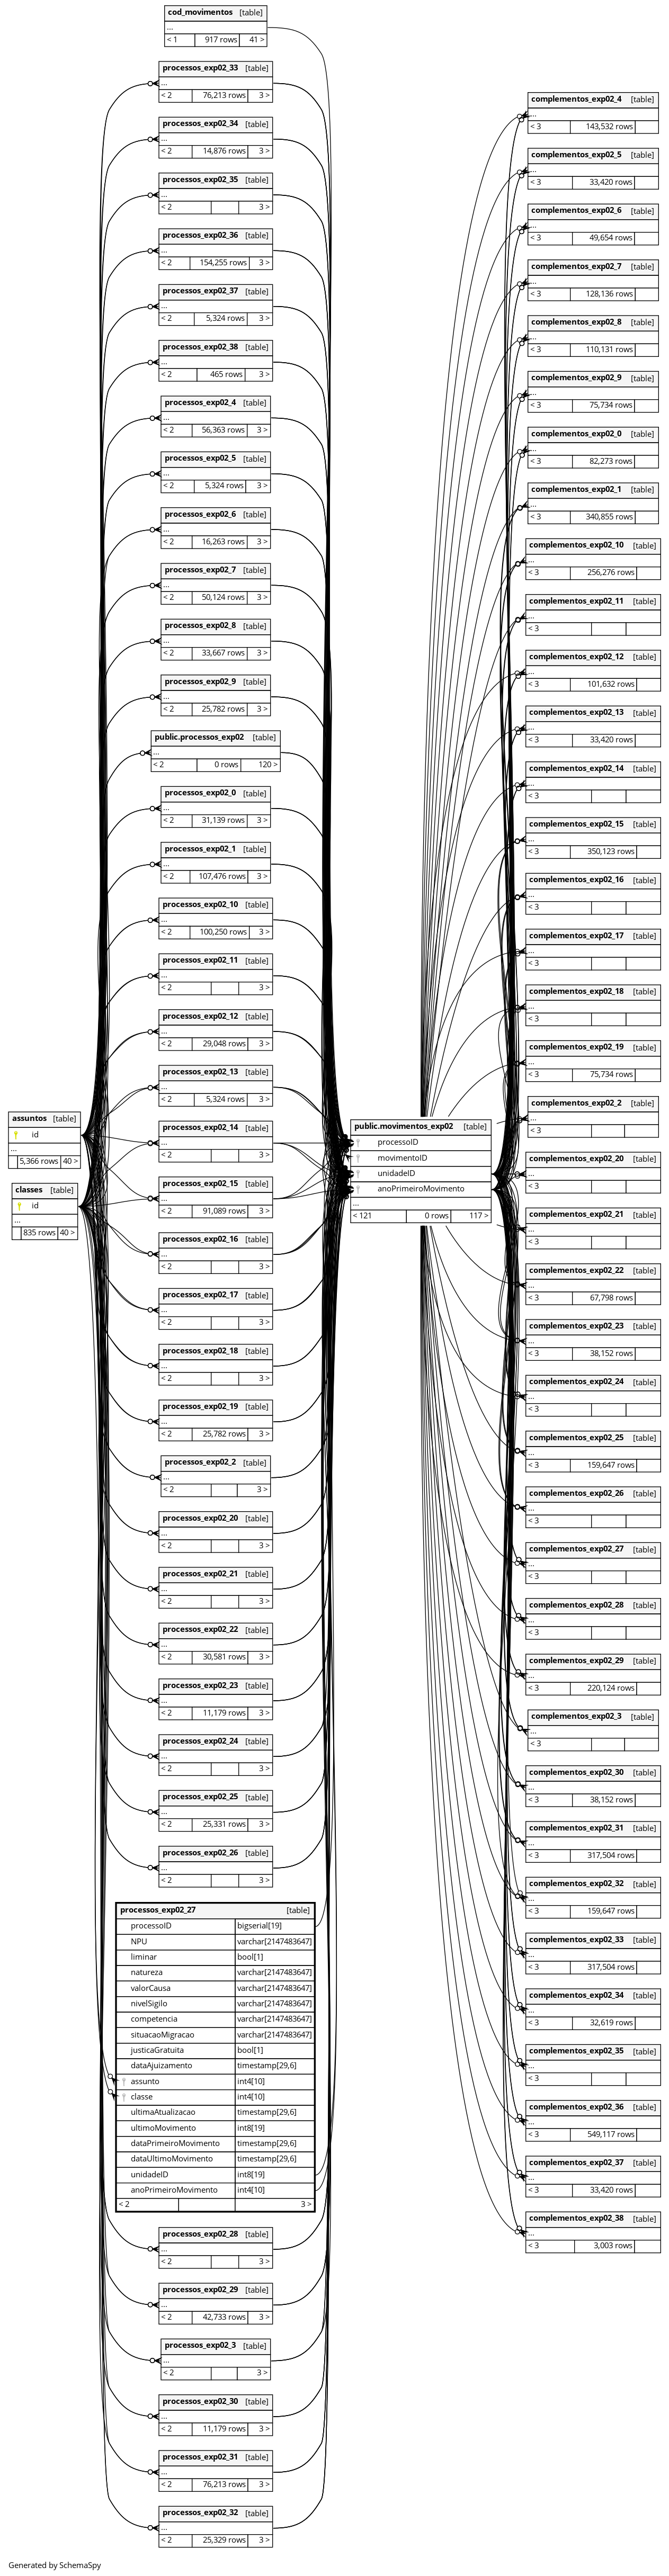 cod_movimentos [table]
...
< 1 917 rows 41 >
processos_exp02_33 [table]
...
< 2 76,213 rows 3 >
processos_exp02_34 [table]
...
< 2 14,876 rows 3 >
processos_exp02_35 [table]
...
< 2 3 >
processos_exp02_36 [table]
...
< 2 154,255 rows 3 >
processos_exp02_37 [table]
...
< 2 5,324 rows 3 >
processos_exp02_38 [table]
...
< 2 465 rows 3 >
processos_exp02_4 [table]
...
< 2 56,363 rows 3 >
processos_exp02_5 [table]
...
< 2 5,324 rows 3 >
processos_exp02_6 [table]
...
< 2 16,263 rows 3 >
processos_exp02_7 [table]
...
< 2 50,124 rows 3 >
processos_exp02_8 [table]
...
< 2 33,667 rows 3 >
processos_exp02_9 [table]
...
< 2 25,782 rows 3 >
public.processos_exp02 [table]
...
< 2 0 rows 120 >
processos_exp02_0 [table]
...
< 2 31,139 rows 3 >
processos_exp02_1 [table]
...
< 2 107,476 rows 3 >
processos_exp02_10 [table]
...
< 2 100,250 rows 3 >
processos_exp02_11 [table]
...
< 2 3 >
processos_exp02_12 [table]
...
< 2 29,048 rows 3 >
processos_exp02_13 [table]
...
< 2 5,324 rows 3 >
processos_exp02_14 [table]
...
< 2 3 >
processos_exp02_15 [table]
...
< 2 91,089 rows 3 >
processos_exp02_16 [table]
...
< 2 3 >
processos_exp02_17 [table]
...
< 2 3 >
processos_exp02_18 [table]
...
< 2 3 >
processos_exp02_19 [table]
...
< 2 25,782 rows 3 >
processos_exp02_2 [table]
...
< 2 3 >
processos_exp02_20 [table]
...
< 2 3 >
processos_exp02_21 [table]
...
< 2 3 >
processos_exp02_22 [table]
...
< 2 30,581 rows 3 >
processos_exp02_23 [table]
...
< 2 11,179 rows 3 >
processos_exp02_24 [table]
...
< 2 3 >
processos_exp02_25 [table]
...
< 2 25,331 rows 3 >
processos_exp02_26 [table]
...
< 2 3 >
processos_exp02_27 [table]
processoID bigserial[19]
NPU varchar[2147483647]
liminar bool[1]
natureza varchar[2147483647]
valorCausa varchar[2147483647]
nivelSigilo varchar[2147483647]
competencia varchar[2147483647]
situacaoMigracao varchar[2147483647]
justicaGratuita bool[1]
dataAjuizamento timestamp[29,6]
assunto int4[10]
classe int4[10]
ultimaAtualizacao timestamp[29,6]
ultimoMovimento int8[19]
dataPrimeiroMovimento timestamp[29,6]
dataUltimoMovimento timestamp[29,6]
unidadeID int8[19]
anoPrimeiroMovimento int4[10]
< 2 3 >
processos_exp02_28 [table]
...
< 2 3 >
processos_exp02_29 [table]
...
< 2 42,733 rows 3 >
processos_exp02_3 [table]
...
< 2 3 >
processos_exp02_30 [table]
...
< 2 11,179 rows 3 >
processos_exp02_31 [table]
...
< 2 76,213 rows 3 >
processos_exp02_32 [table]
...
< 2 25,329 rows 3 >
assuntos [table]
id
...
5,366 rows 40 >
classes [table]
id
...
835 rows 40 >
public.movimentos_exp02 [table]
processoID
movimentoID
unidadeID
anoPrimeiroMovimento
...
< 121 0 rows 117 >
complementos_exp02_4 [table]
...
< 3 143,532 rows
complementos_exp02_5 [table]
...
< 3 33,420 rows
complementos_exp02_6 [table]
...
< 3 49,654 rows
complementos_exp02_7 [table]
...
< 3 128,136 rows
complementos_exp02_8 [table]
...
< 3 110,131 rows
complementos_exp02_9 [table]
...
< 3 75,734 rows
complementos_exp02_0 [table]
...
< 3 82,273 rows
complementos_exp02_1 [table]
...
< 3 340,855 rows
complementos_exp02_10 [table]
...
< 3 256,276 rows
complementos_exp02_11 [table]
...
< 3
complementos_exp02_12 [table]
...
< 3 101,632 rows
complementos_exp02_13 [table]
...
< 3 33,420 rows
complementos_exp02_14 [table]
...
< 3
complementos_exp02_15 [table]
...
< 3 350,123 rows
complementos_exp02_16 [table]
...
< 3
complementos_exp02_17 [table]
...
< 3
complementos_exp02_18 [table]
...
< 3
complementos_exp02_19 [table]
...
< 3 75,734 rows
complementos_exp02_2 [table]
...
< 3
complementos_exp02_20 [table]
...
< 3
complementos_exp02_21 [table]
...
< 3
complementos_exp02_22 [table]
...
< 3 67,798 rows
complementos_exp02_23 [table]
...
< 3 38,152 rows
complementos_exp02_24 [table]
...
< 3
complementos_exp02_25 [table]
...
< 3 159,647 rows
complementos_exp02_26 [table]
...
< 3
complementos_exp02_27 [table]
...
< 3
complementos_exp02_28 [table]
...
< 3
complementos_exp02_29 [table]
...
< 3 220,124 rows
complementos_exp02_3 [table]
...
< 3
complementos_exp02_30 [table]
...
< 3 38,152 rows
complementos_exp02_31 [table]
...
< 3 317,504 rows
complementos_exp02_32 [table]
...
< 3 159,647 rows
complementos_exp02_33 [table]
...
< 3 317,504 rows
complementos_exp02_34 [table]
...
< 3 32,619 rows
complementos_exp02_35 [table]
...
< 3
complementos_exp02_36 [table]
...
< 3 549,117 rows
complementos_exp02_37 [table]
...
< 3 33,420 rows
complementos_exp02_38 [table]
...
< 3 3,003 rows
Generated by SchemaSpy